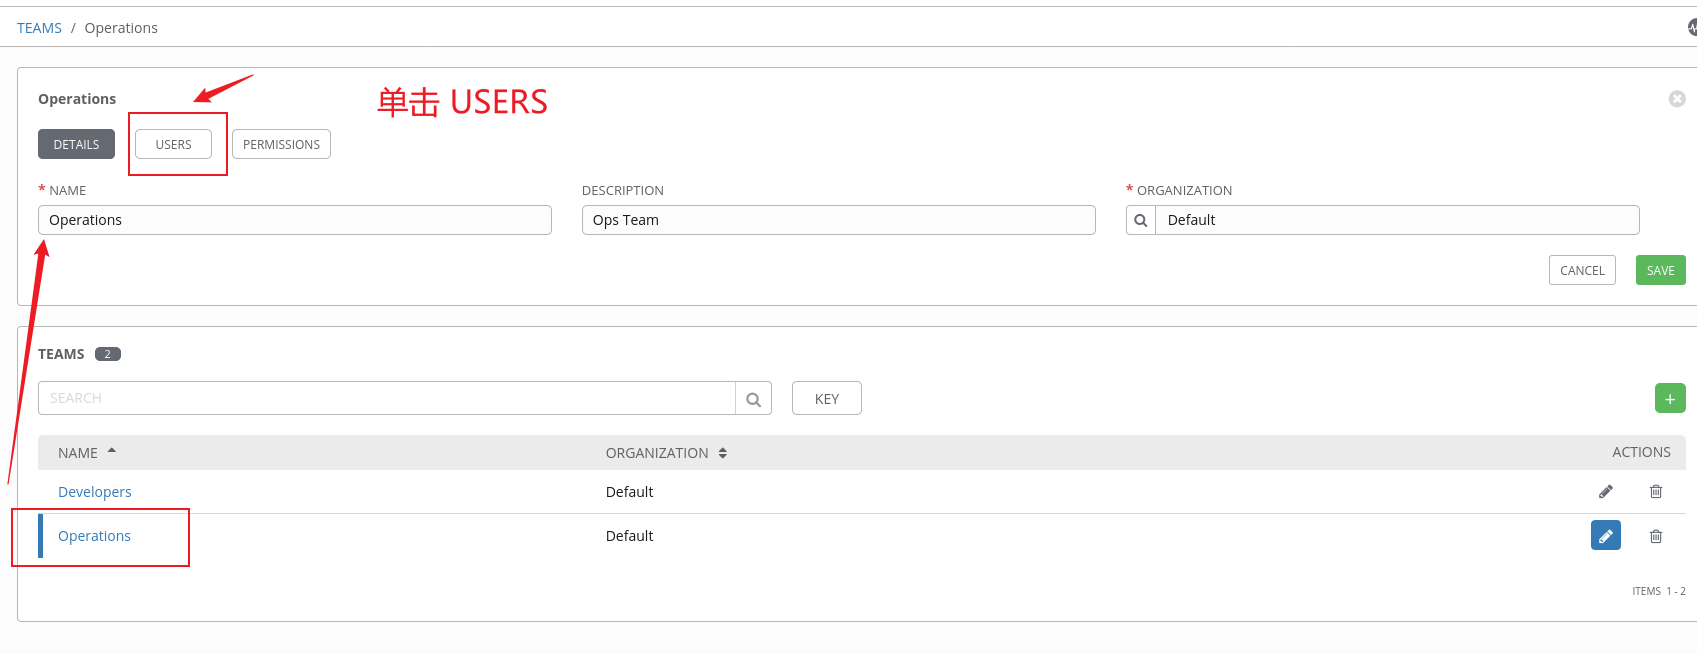 TEAMS / Operations
Operations
单击 USERS
DETAILS USERS PERMISSIONS
* NAME DESCRIPTION * ORGANIZATION
Operations Ops Team Default
CANCEL SAVE
TEAMS 2
SEARCH KEY +
NAME ORGANIZATION ACTIONS
Developers Default
Operations Default
ITEMS 1 - 2